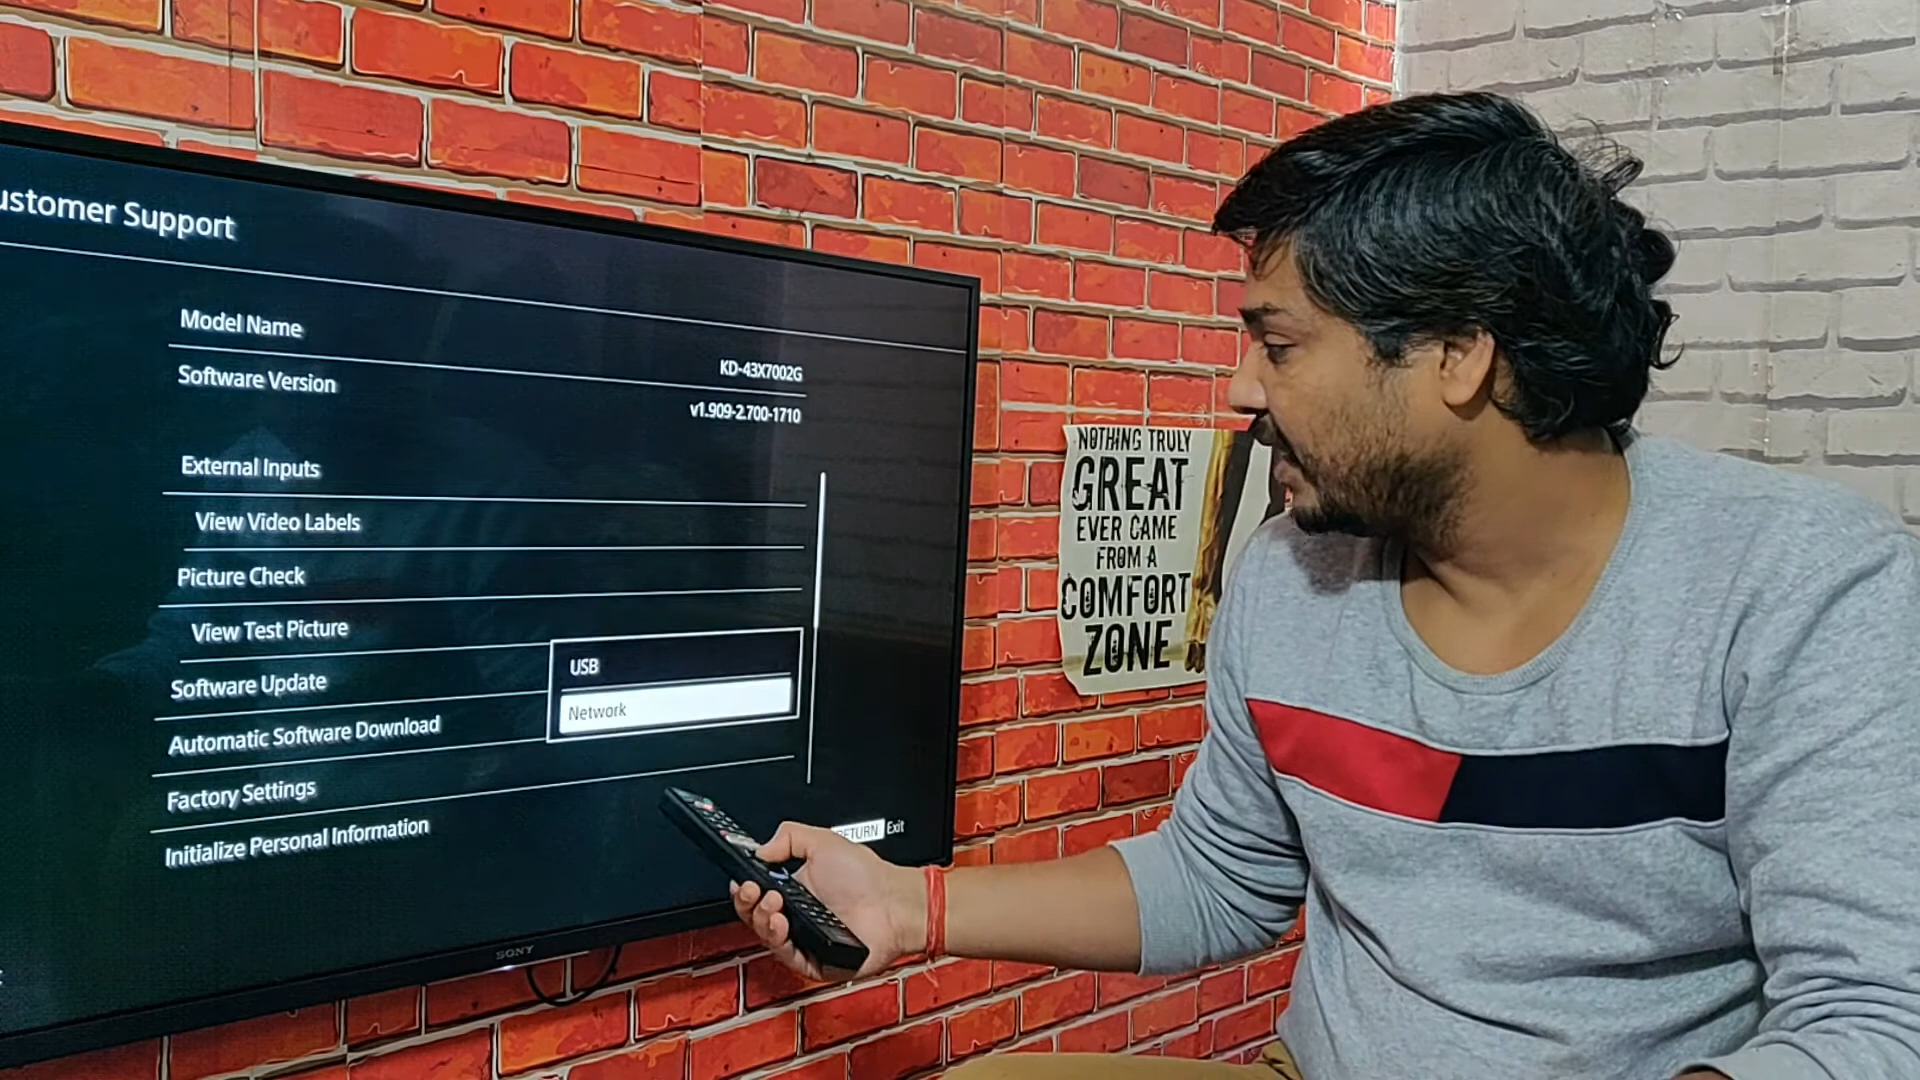 ustomer Support
Model Name
KD-43X7002G
Software Version
v1.909-2.700-1710
External Inputs
View Video Labels
Picture Check
View Test Picture
Software Update
USB
Network
Automatic Software Download
Factory Settings
Initialize Personal Information
RETURN Exit
SONY
NOTHING TRULY
GREAT
EVER CAME
FROM A
COMFORT
ZONE